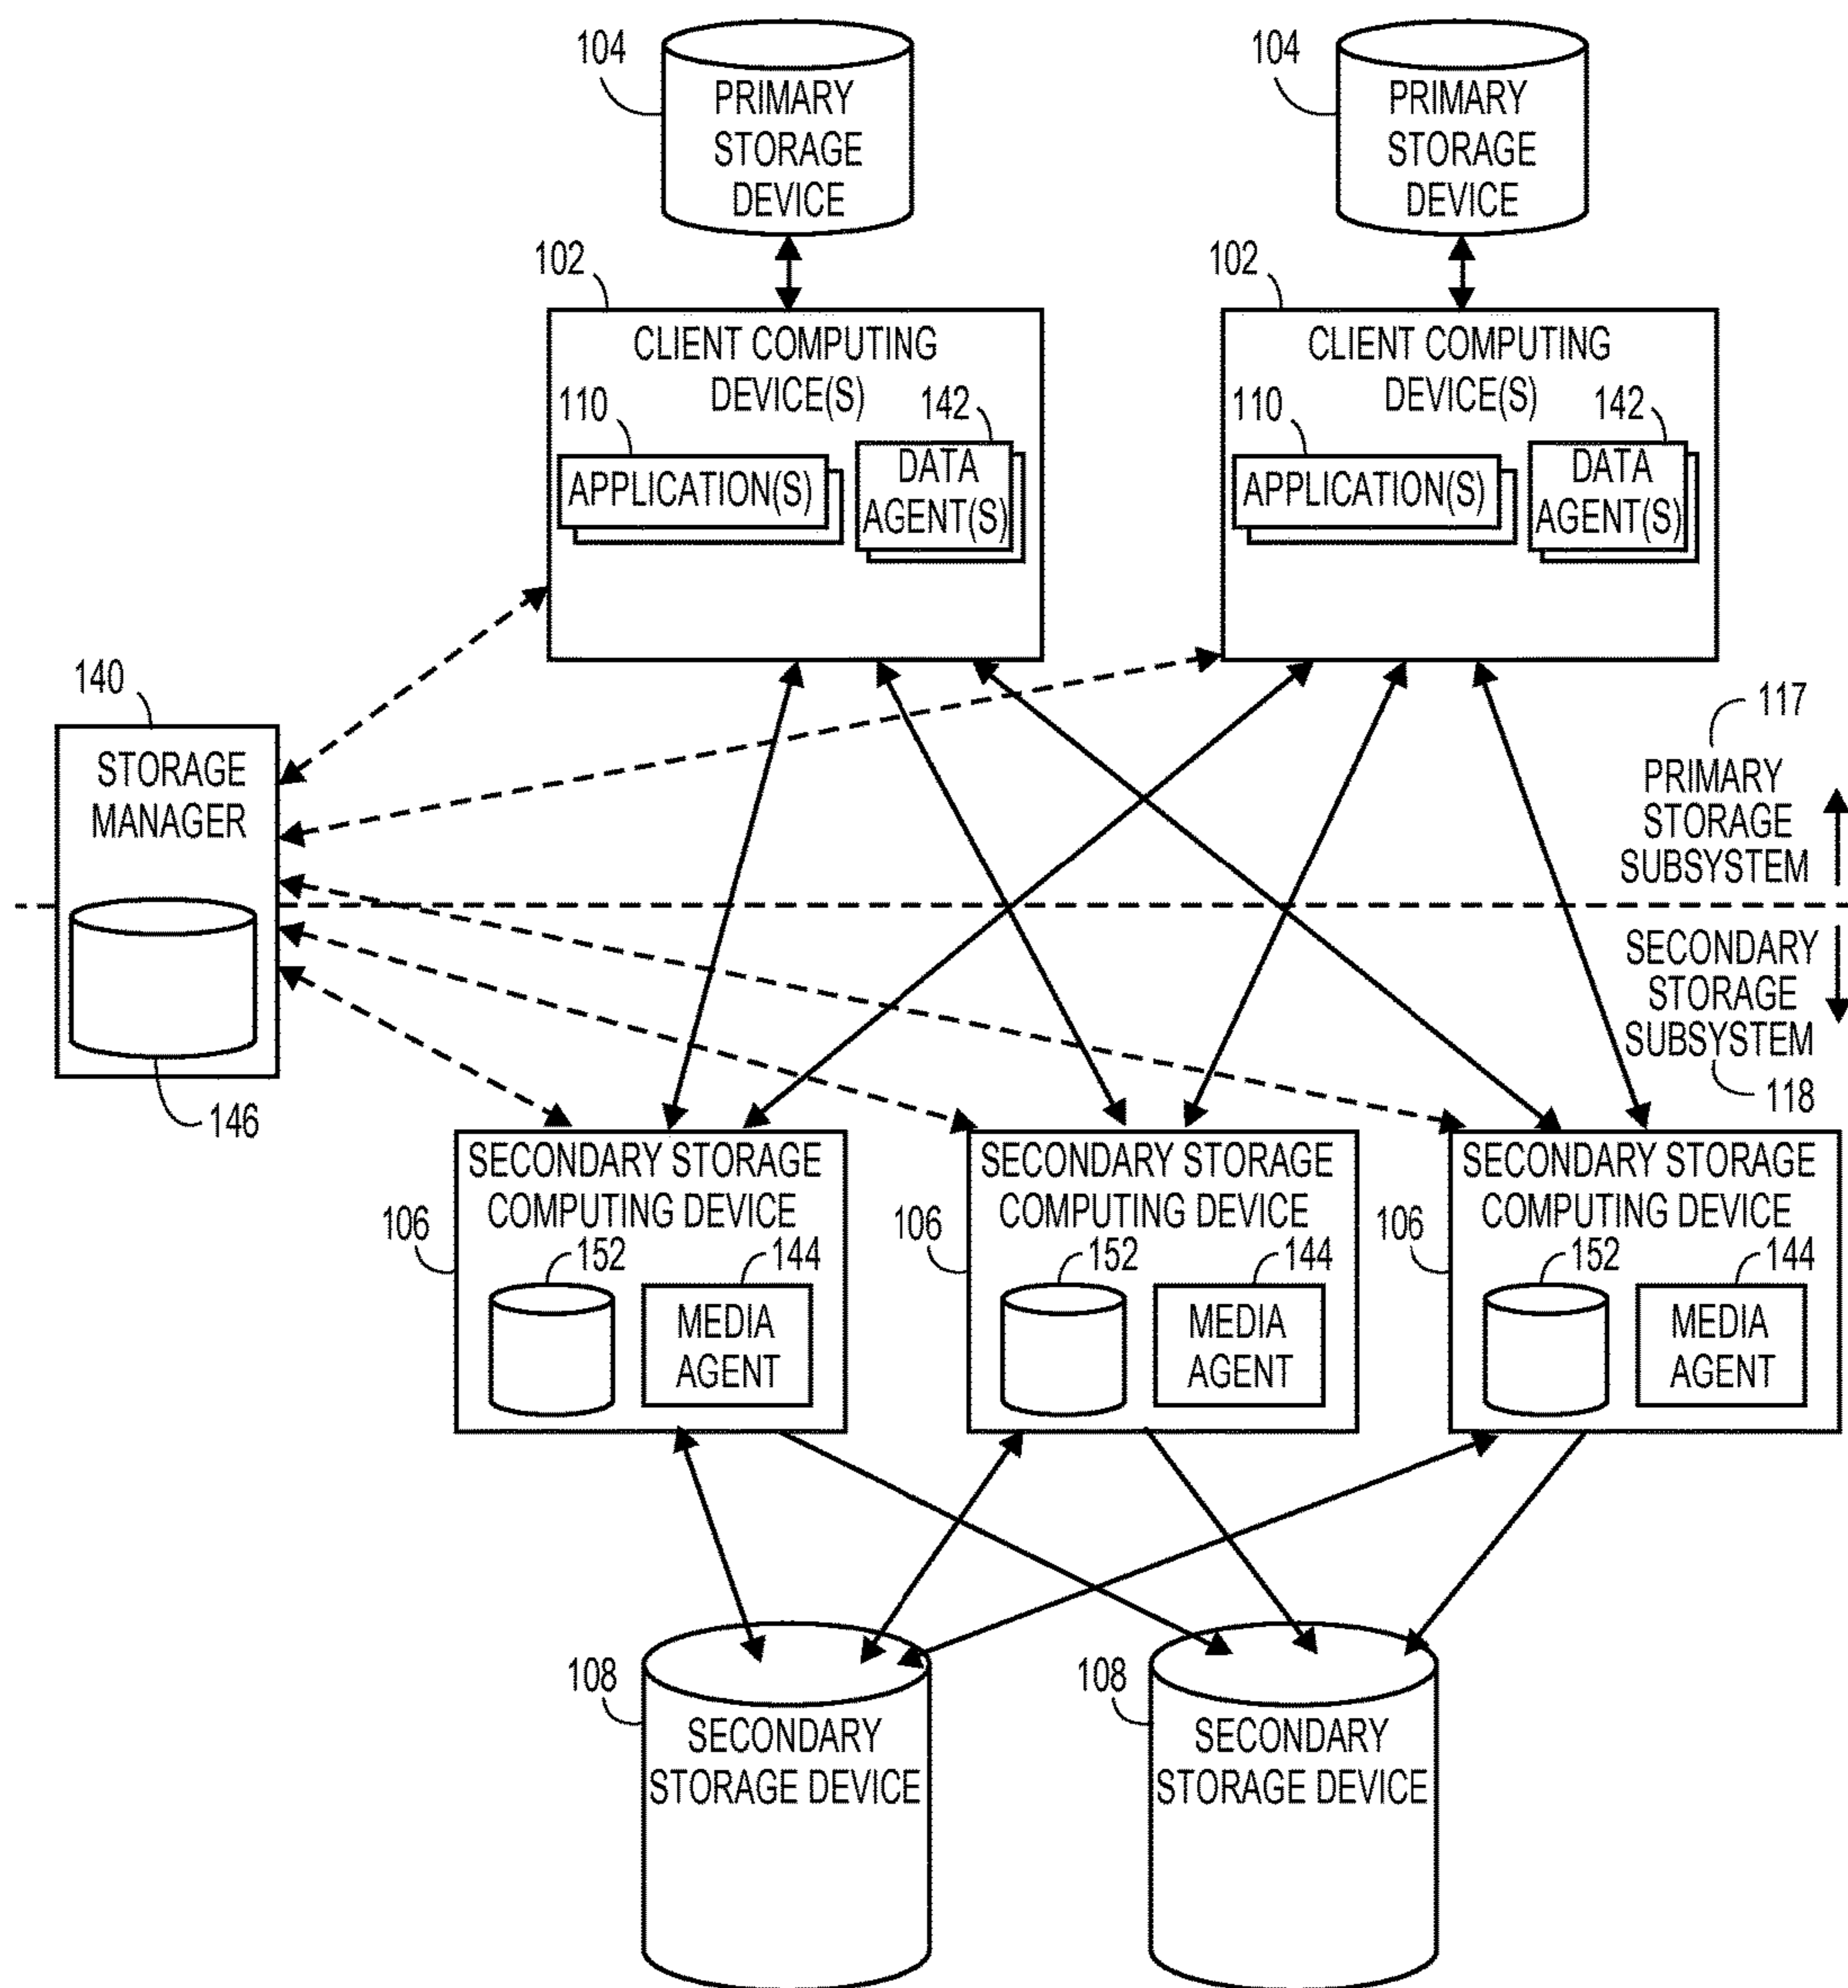 104
PRIMARY
STORAGE
DEVICE
104
PRIMARY
STORAGE
DEVICE
102
CLIENT COMPUTING
DEVICE(S)
110
APPLICATION(S)
142
DATA
AGENT(S)
102
CLIENT COMPUTING
DEVICE(S)
110
APPLICATION(S)
142
DATA
AGENT(S)
140
STORAGE
MANAGER
146
117
PRIMARY
STORAGE
SUBSYSTEM
SECONDARY
STORAGE
SUBSYSTEM
118
SECONDARY STORAGE
COMPUTING DEVICE
106
152
144
MEDIA
AGENT
SECONDARY STORAGE
COMPUTING DEVICE
106
152
144
MEDIA
AGENT
SECONDARY STORAGE
COMPUTING DEVICE
106
152
144
MEDIA
AGENT
108
SECONDARY
STORAGE DEVICE
108
SECONDARY
STORAGE DEVICE